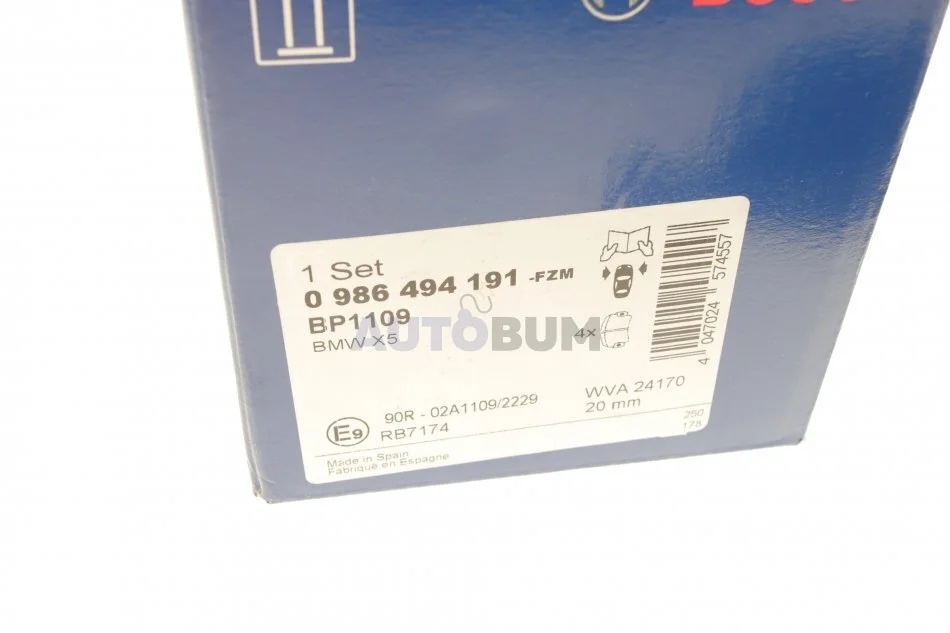 1 Set
0 986 494 191 -FZM
BP1109
BMW X5
AUTOBUM
4x
4 047024 574557
90R - 02A1109/2229
WVA 24170
20 mm
E9
RB7174
250
178
Made in Spain
Fabriqué en Espagne